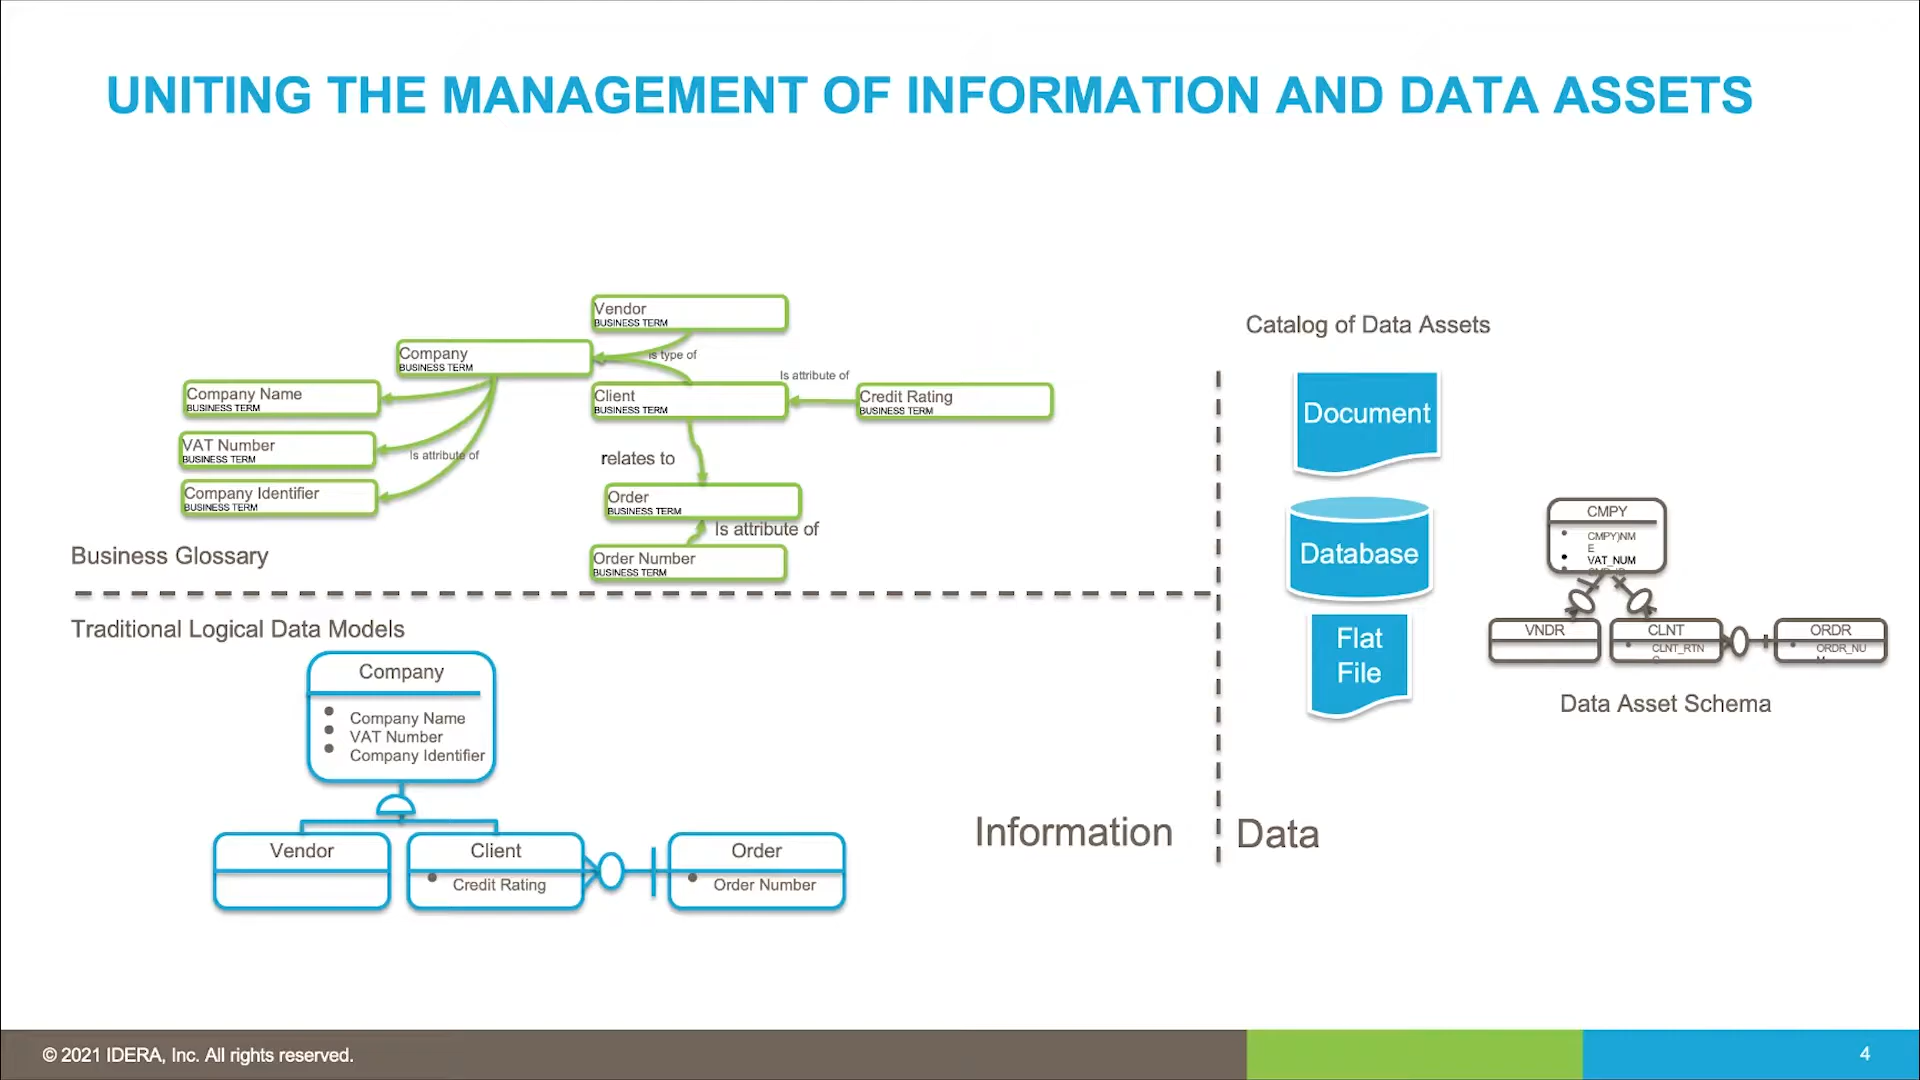 UNITING THE MANAGEMENT OF INFORMATION AND DATA ASSETS
Vendor
BUSINESS TERM
Company
BUSINESS TERM
is type of
Company Name
BUSINESS TERM
Client
BUSINESS TERM
Is attribute of
Credit Rating
BUSINESS TERM
VAT Number
BUSINESS TERM
Is attribute of
relates to
Company Identifier
BUSINESS TERM
Order
BUSINESS TERM
Is attribute of
Order Number
BUSINESS TERM
Business Glossary
Traditional Logical Data Models
Company
Company Name
VAT Number
Company Identifier
Vendor
Client
Credit Rating
Order
Order Number
Information
Data
Catalog of Data Assets
Document
Database
Flat
File
CMPY
CMPY)NM
E
VAT_NUM
VNDR
CLNT
CLNT_RTN
ORDR
ORDR_NU
Data Asset Schema
© 2021 IDERA, Inc. All rights reserved.
4